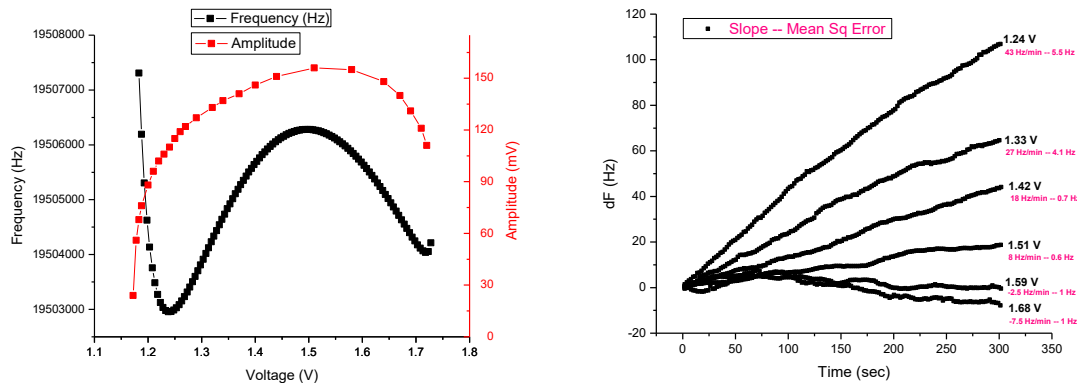 Frequency (Hz)
Amplitude
19508000
19507000
19506000
19505000
19504000
19503000
Frequency (Hz)
150
120
90
60
30
0
Amplitude (mV)
1.1 1.2 1.3 1.4 1.5 1.6 1.7 1.8
Voltage (V)
Slope -- Mean Sq Error
120
100
80
60
40
20
0
-20
dF (Hz)
1.24 V
43 Hz/min -- 5.5 Hz
1.33 V
27 Hz/min -- 4.1 Hz
1.42 V
18 Hz/min -- 0.7 Hz
1.51 V
8 Hz/min -- 0.6 Hz
1.59 V
-2.5 Hz/min -- 1 Hz
1.68 V
-7.5 Hz/min -- 1 Hz
0 50 100 150 200 250 300 350
Time (sec)